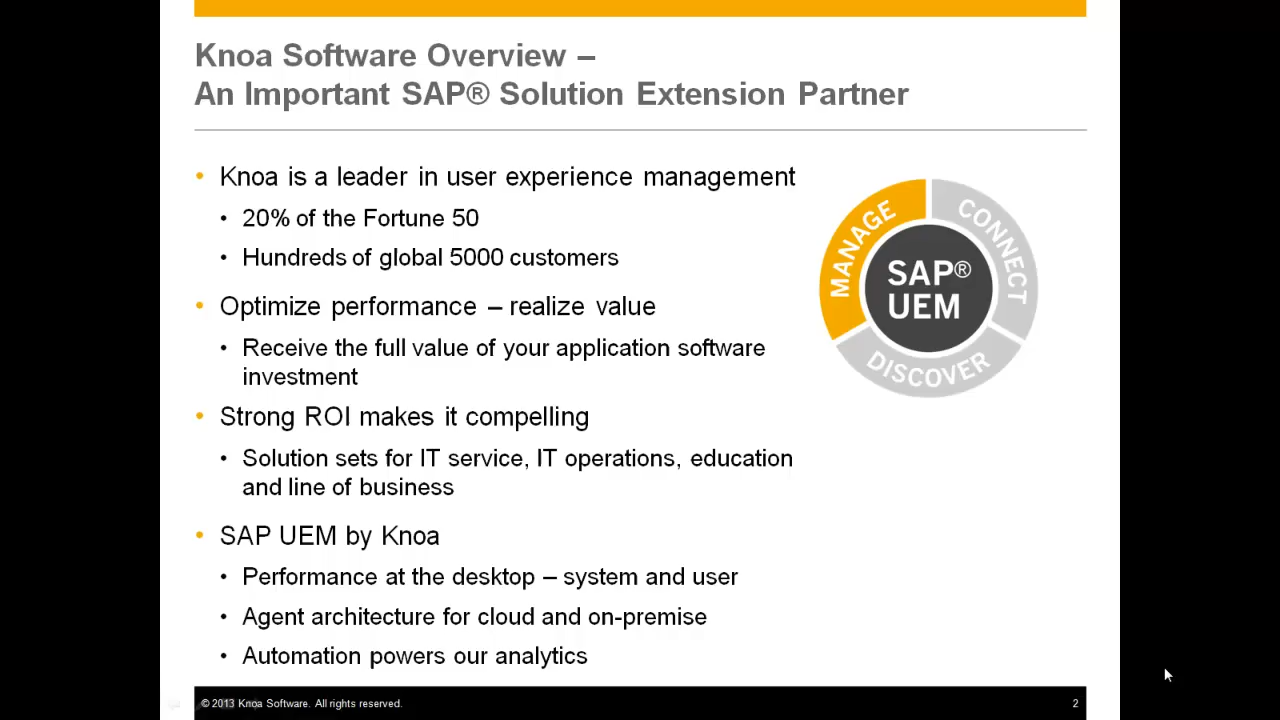 Knoa Software Overview –
An Important SAP® Solution Extension Partner
• Knoa is a leader in user experience management
• 20% of the Fortune 50
• Hundreds of global 5000 customers
• Optimize performance – realize value
• Receive the full value of your application software
investment
• Strong ROI makes it compelling
• Solution sets for IT service, IT operations, education
and line of business
• SAP UEM by Knoa
• Performance at the desktop – system and user
• Agent architecture for cloud and on-premise
• Automation powers our analytics
MANAGE
CONNECT
SAP®
UEM
DISCOVER
© 2013 Knoa Software. All rights reserved.
2